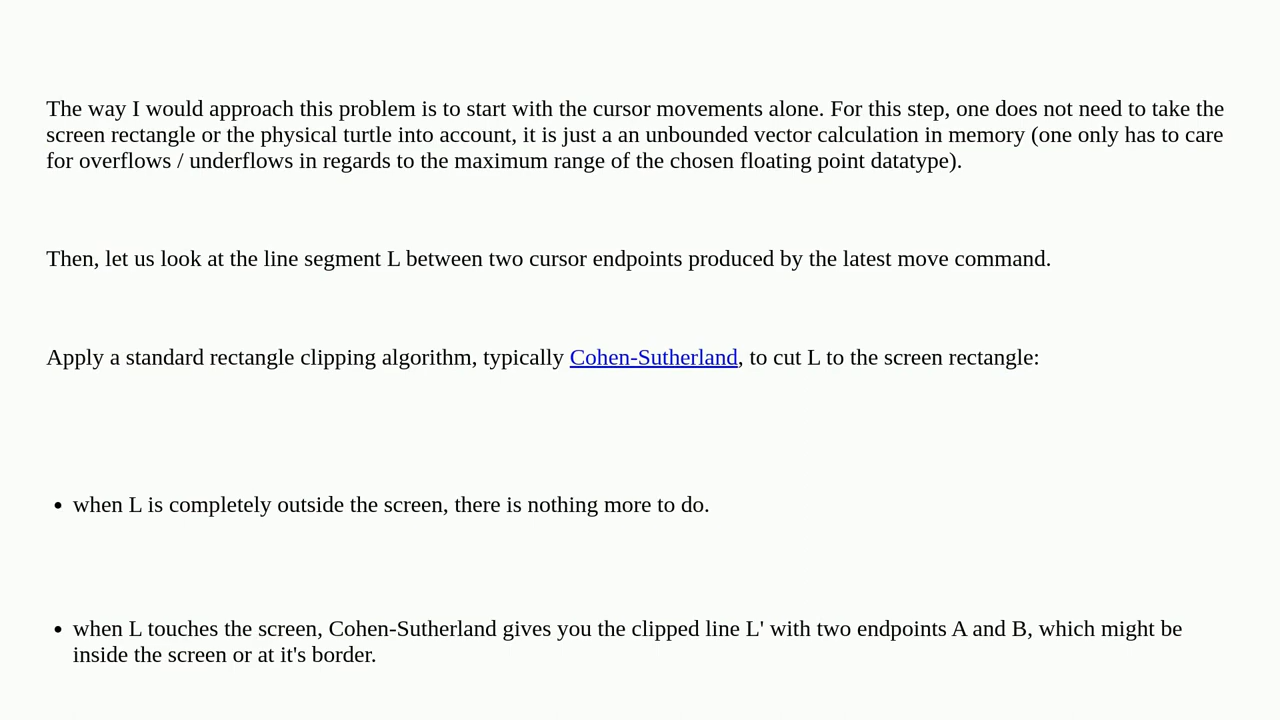 The way I would approach this problem is to start with the cursor movements alone. For this step, one does not need to take the
screen rectangle or the physical turtle into account, it is just a an unbounded vector calculation in memory (one only has to care
for overflows / underflows in regards to the maximum range of the chosen floating point datatype).
Then, let us look at the line segment L between two cursor endpoints produced by the latest move command.
Apply a standard rectangle clipping algorithm, typically Cohen-Sutherland, to cut L to the screen rectangle:
• when L is completely outside the screen, there is nothing more to do.
• when L touches the screen, Cohen-Sutherland gives you the clipped line L' with two endpoints A and B, which might be
inside the screen or at it's border.